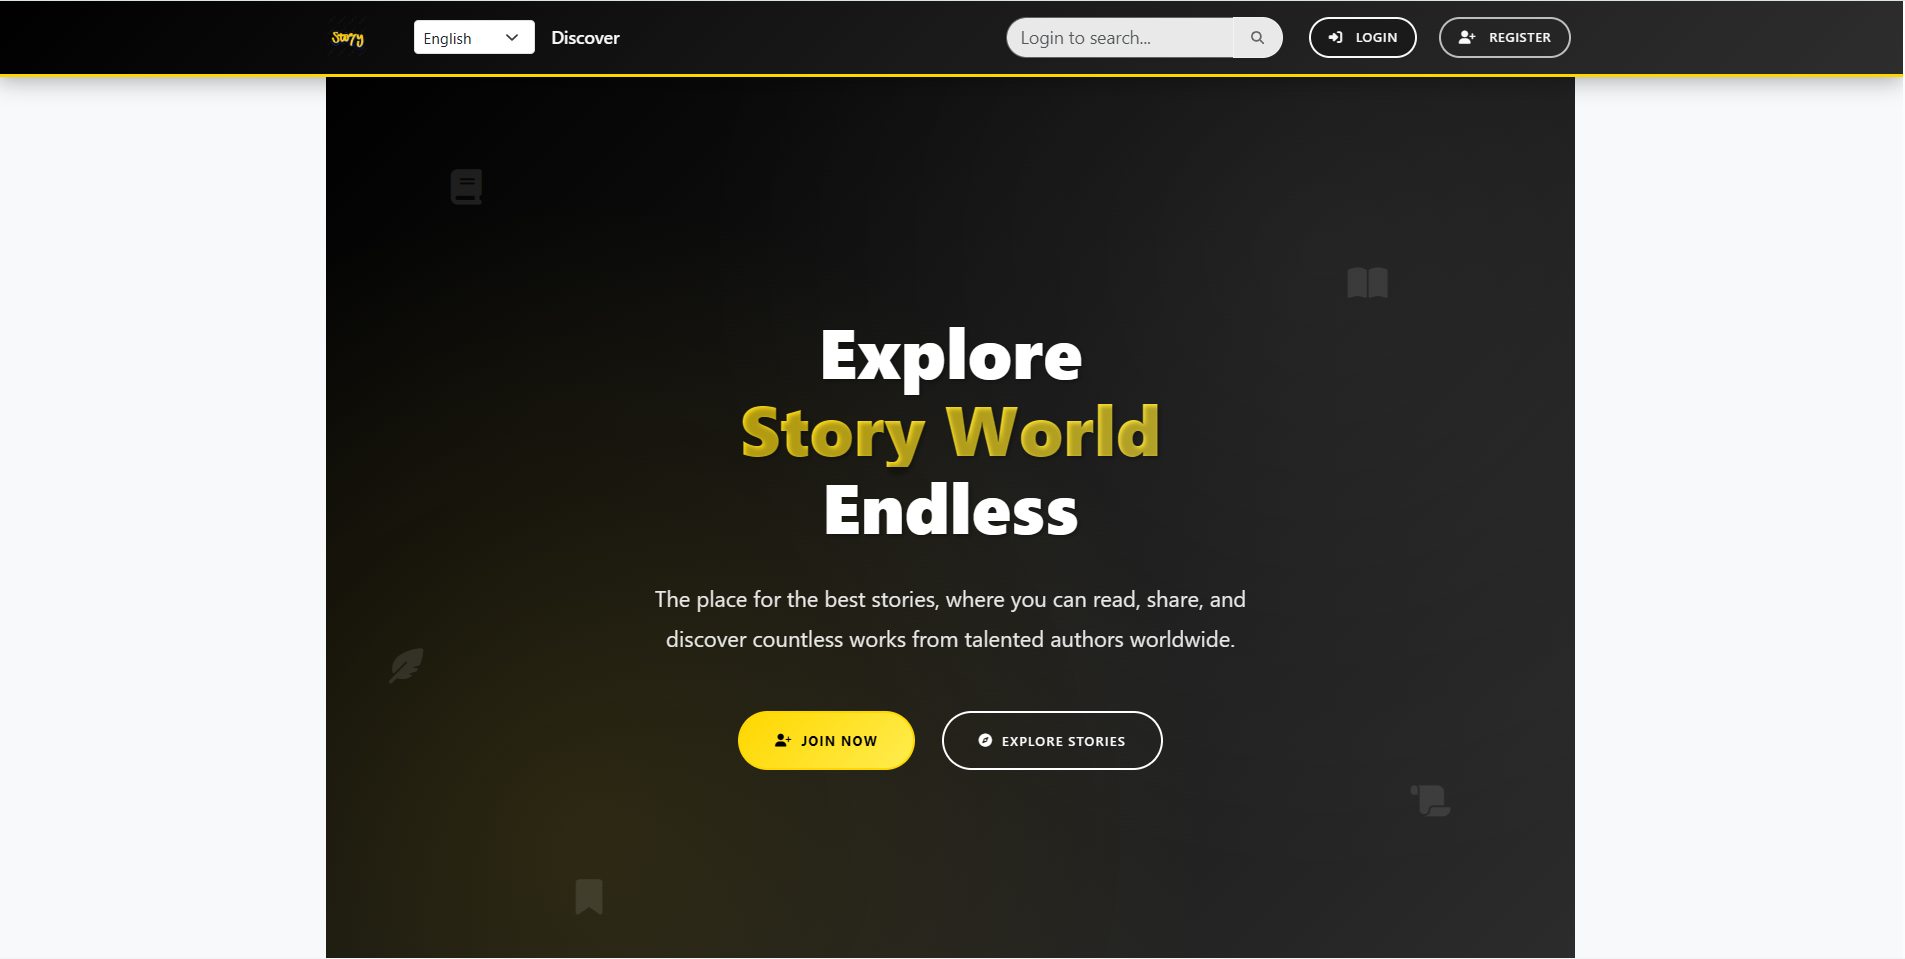 Story
English
Discover
Login to search...
LOGIN
REGISTER
Explore
Story World
Endless
The place for the best stories, where you can read, share, and
discover countless works from talented authors worldwide.
JOIN NOW
EXPLORE STORIES